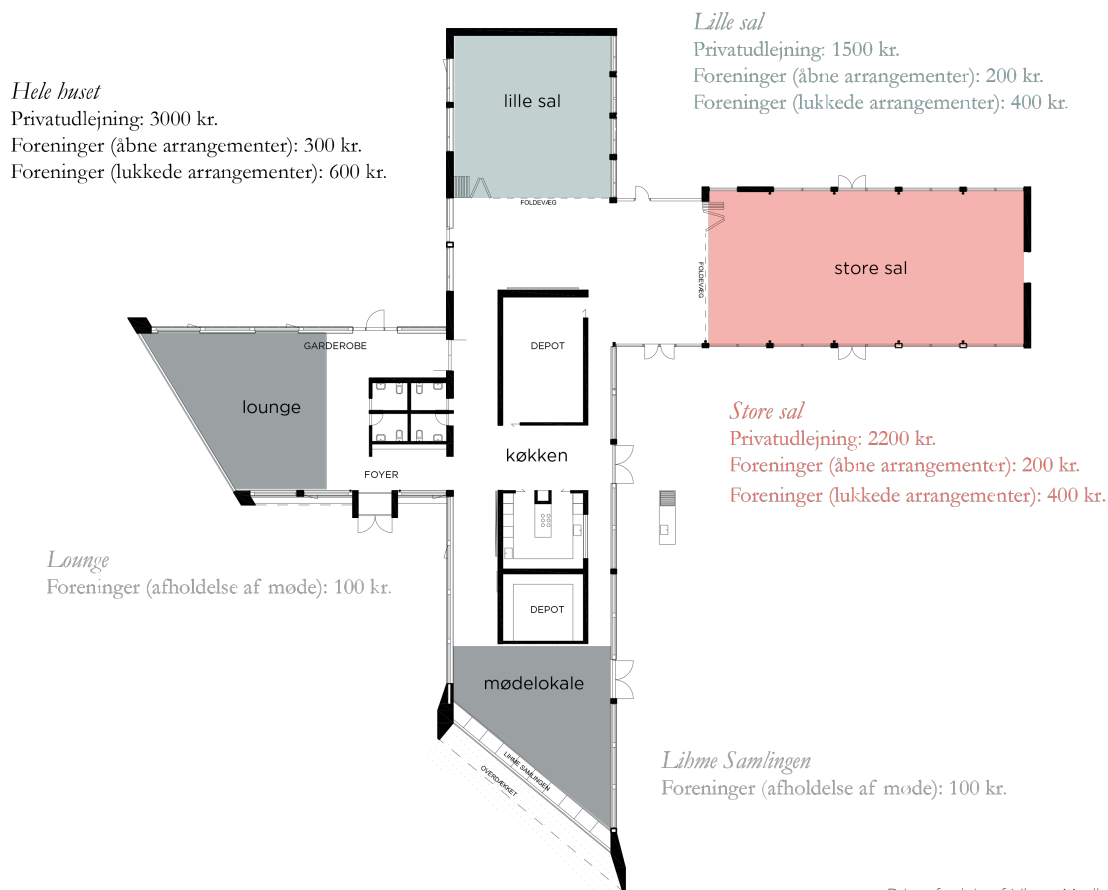 Lille sal
Privatudlejning: 1500 kr.
Foreninger (åbne arrangementer): 200 kr.
Foreninger (lukkede arrangementer): 400 kr.
Hele huset
Privatudlejning: 3000 kr.
Foreninger (åbne arrangementer): 300 kr.
Foreninger (lukkede arrangementer): 600 kr.
lille sal
FOLDEVÆG
store sal
FOLDEVÆG
GARDEROBE
DEPOT
lounge
køkken
FOYER
Store sal
Privatudlejning: 2200 kr.
Foreninger (åbne arrangementer): 200 kr.
Foreninger (lukkede arrangementer): 400 kr.
Lounge
Foreninger (afholdelse af møde): 100 kr.
DEPOT
mødelokale
LIHME SAMLINGEN
OVERDÆKKET
Lihme Samlingen
Foreninger (afholdelse af møde): 100 kr.